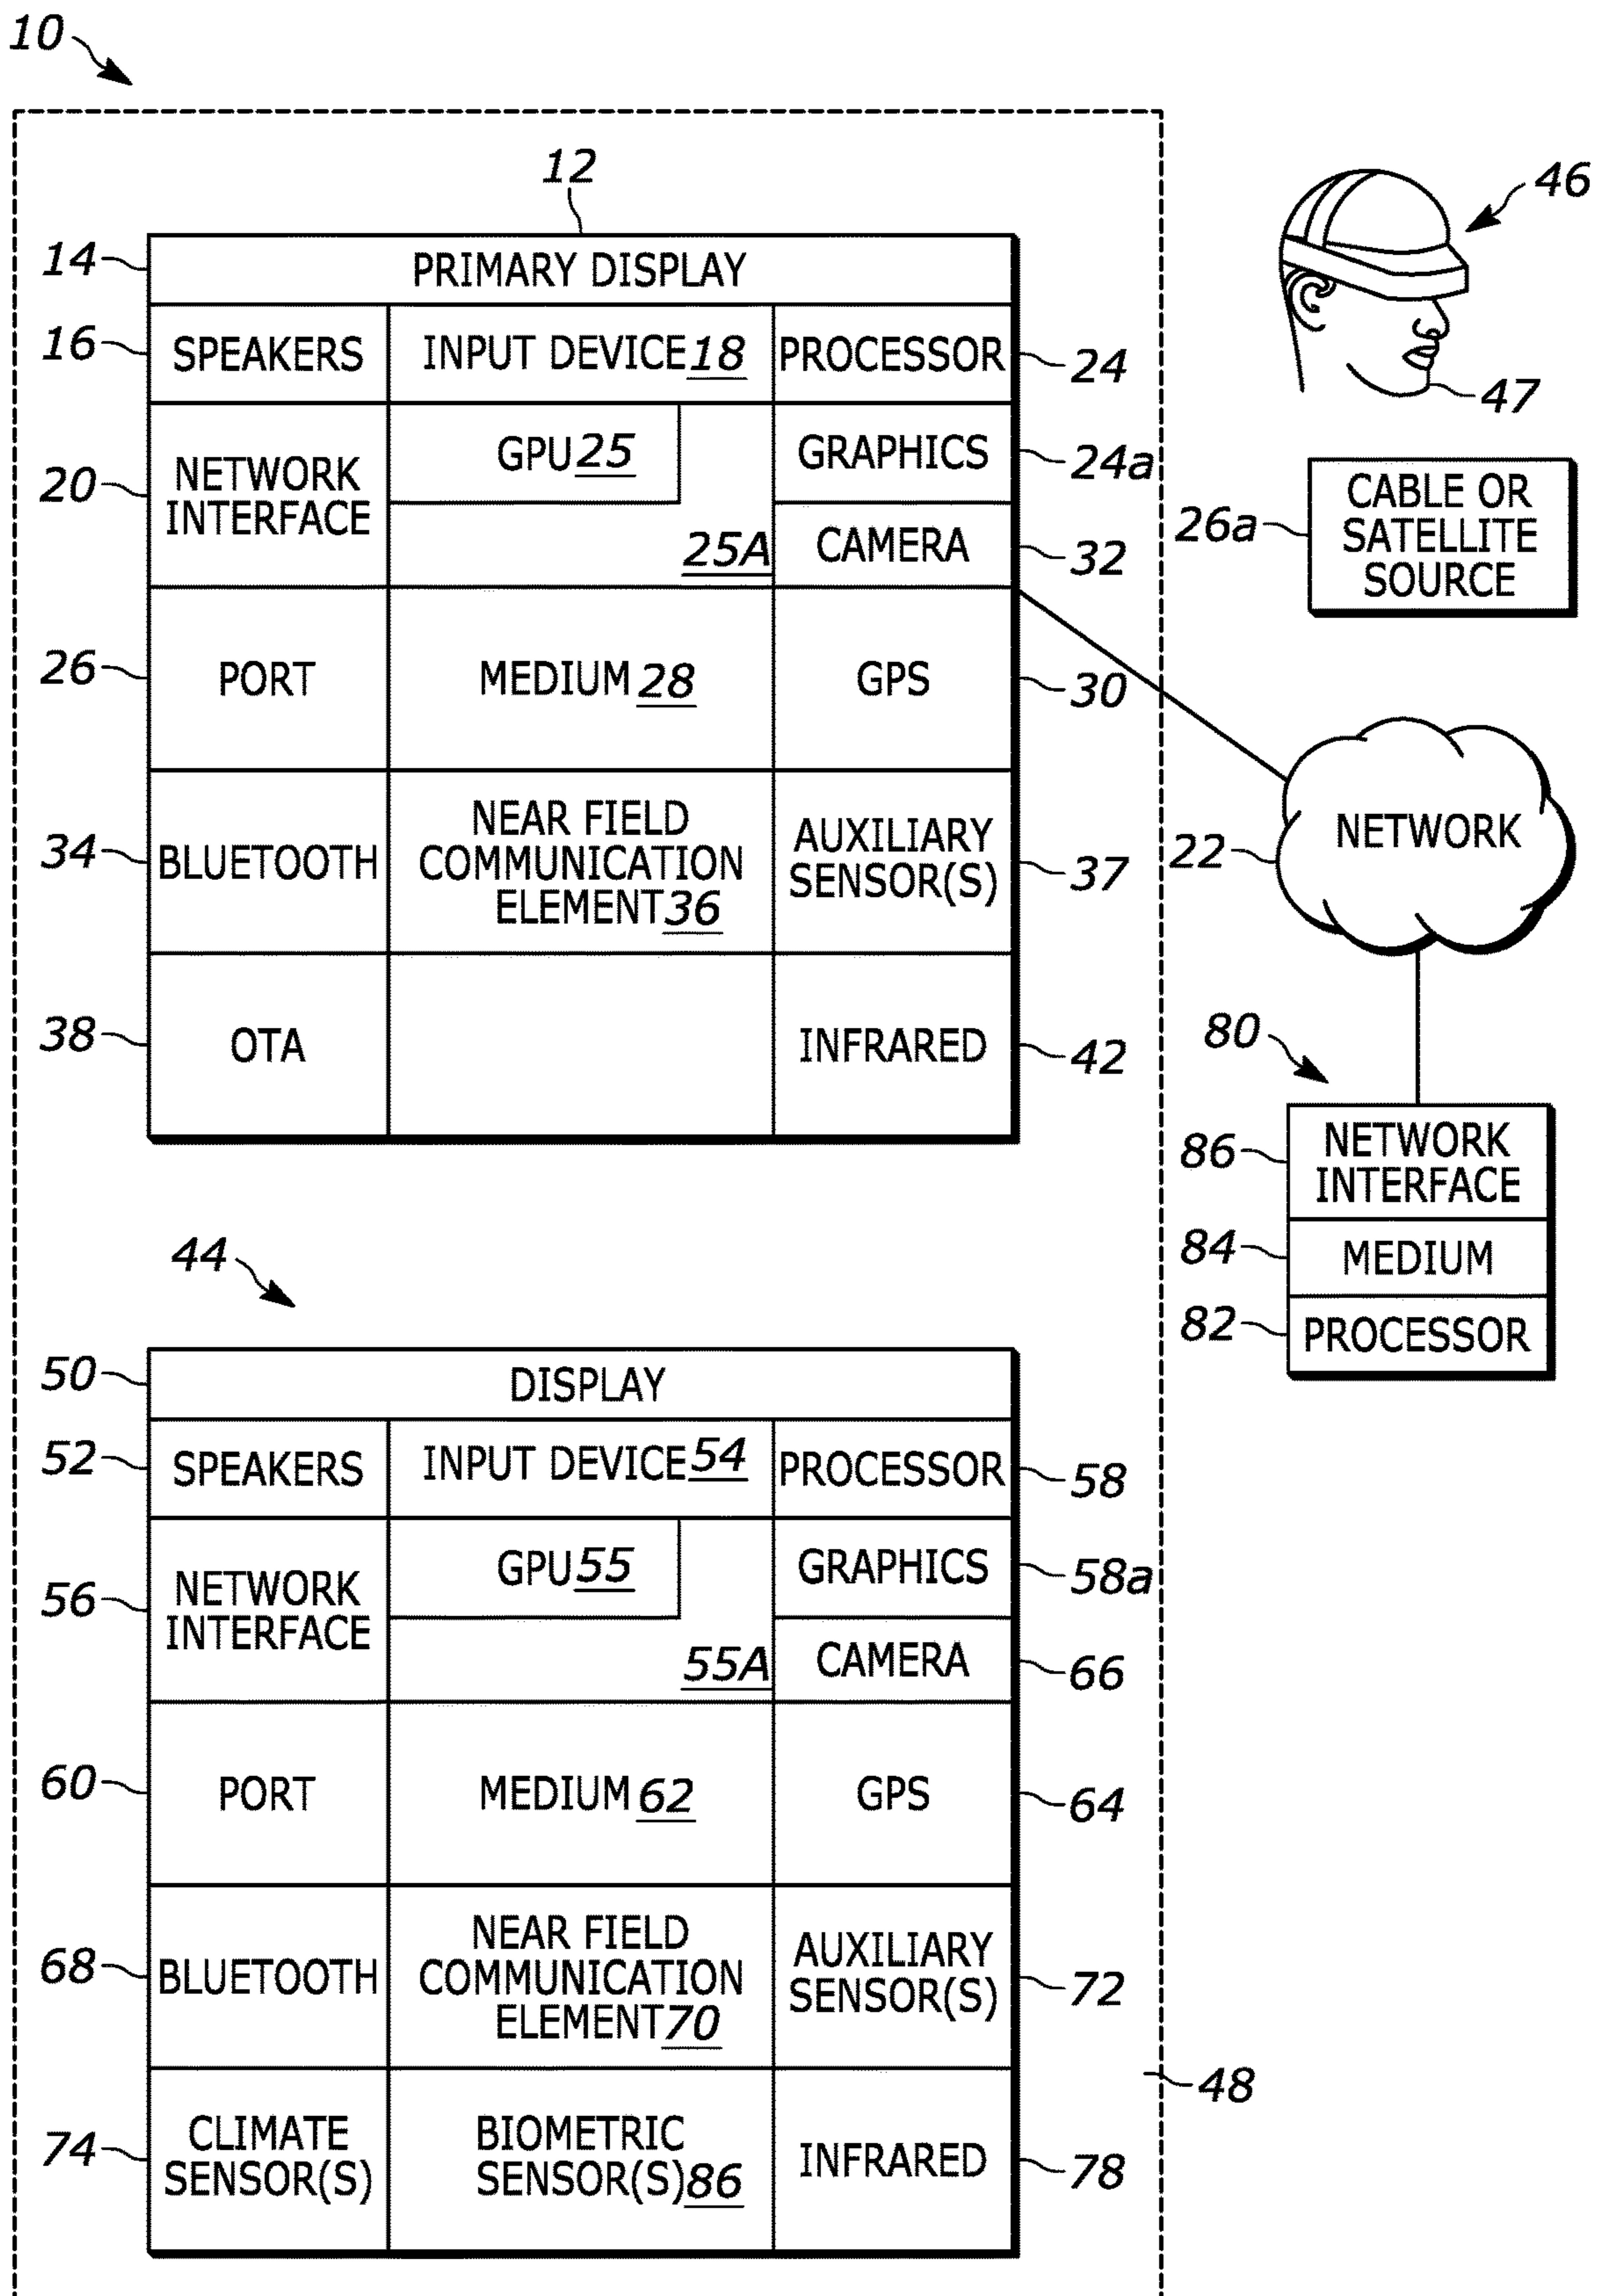 10
12
14
PRIMARY DISPLAY
16
SPEAKERS
INPUT DEVICE 18
PROCESSOR
24
20
NETWORK
INTERFACE
GPU 25
25A
GRAPHICS
24a
CAMERA
32
26
PORT
MEDIUM 28
GPS
30
34
BLUETOOTH
NEAR FIELD
COMMUNICATION
ELEMENT 36
AUXILIARY
SENSOR(S)
37
38
OTA
INFRARED
42
46
47
26a
CABLE OR
SATELLITE
SOURCE
22
NETWORK
80
86
NETWORK
INTERFACE
84
MEDIUM
82
PROCESSOR
44
50
DISPLAY
52
SPEAKERS
INPUT DEVICE 54
PROCESSOR
58
56
NETWORK
INTERFACE
GPU 55
55A
GRAPHICS
58a
CAMERA
66
60
PORT
MEDIUM 62
GPS
64
68
BLUETOOTH
NEAR FIELD
COMMUNICATION
ELEMENT 70
AUXILIARY
SENSOR(S)
72
48
74
CLIMATE
SENSOR(S)
BIOMETRIC
SENSOR(S) 86
INFRARED
78